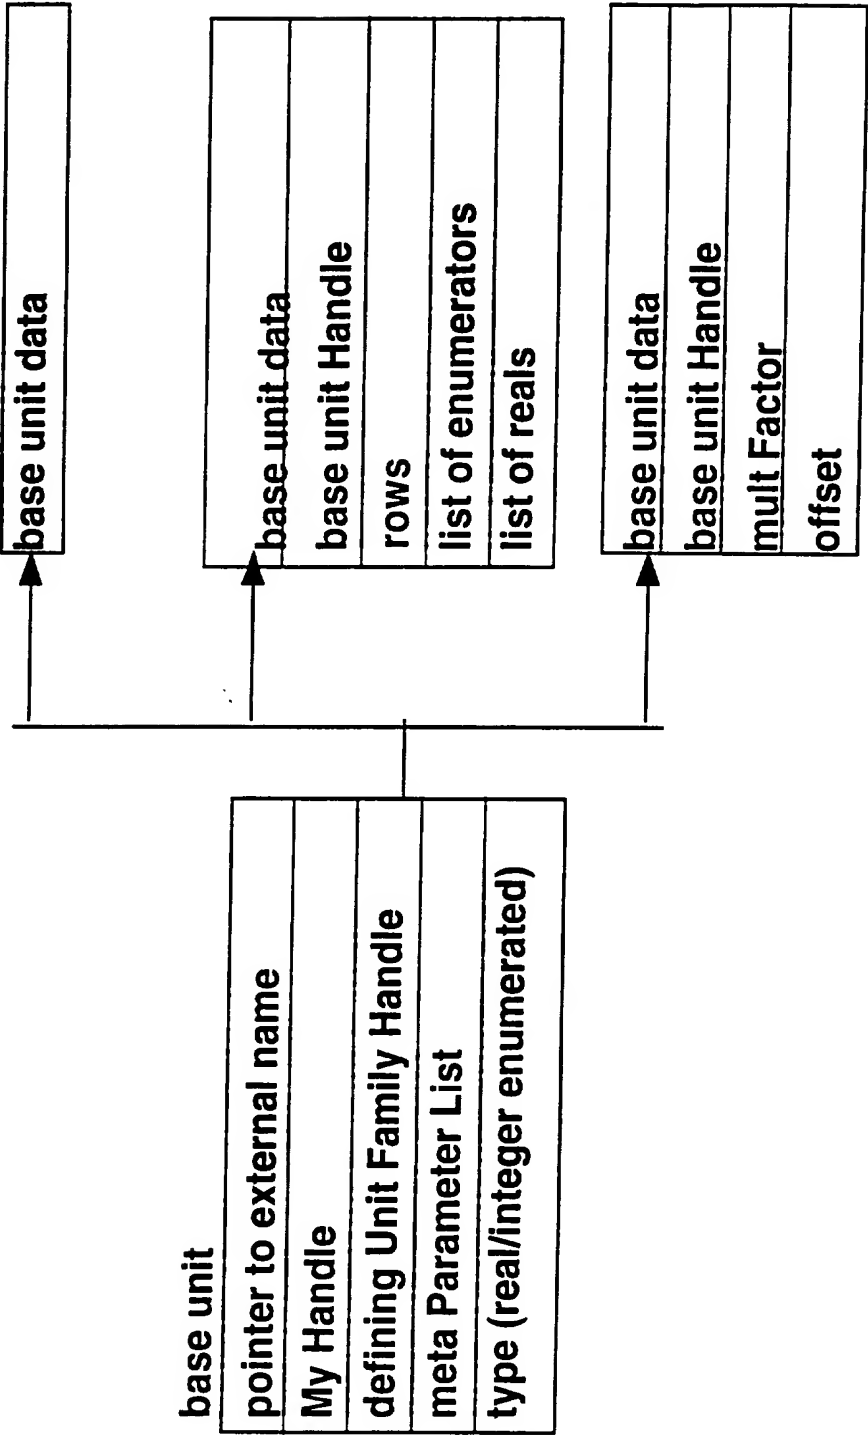 base unit
pointer to external name
My Handle
defining Unit Family Handle
meta Parameter List
type (real/integer enumerated)
base unit data
base unit data
base unit Handle
rows
list of enumerators
list of reals
base unit data
base unit Handle
mult Factor
offset